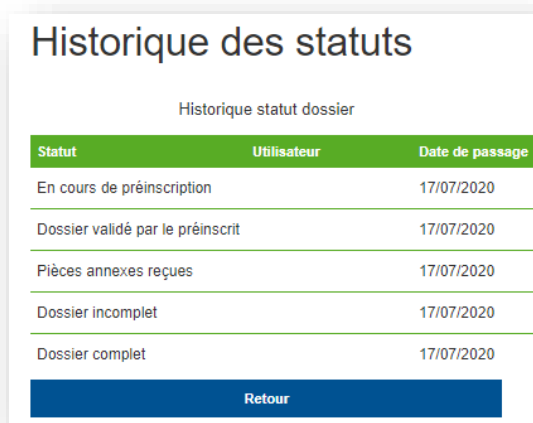 Historique des statuts
Historique statut dossier
Statut Utilisateur Date de passage
En cours de préinscription 17/07/2020
Dossier validé par le préinscrit 17/07/2020
Pièces annexes reçues 17/07/2020
Dossier incomplet 17/07/2020
Dossier complet 17/07/2020
Retour